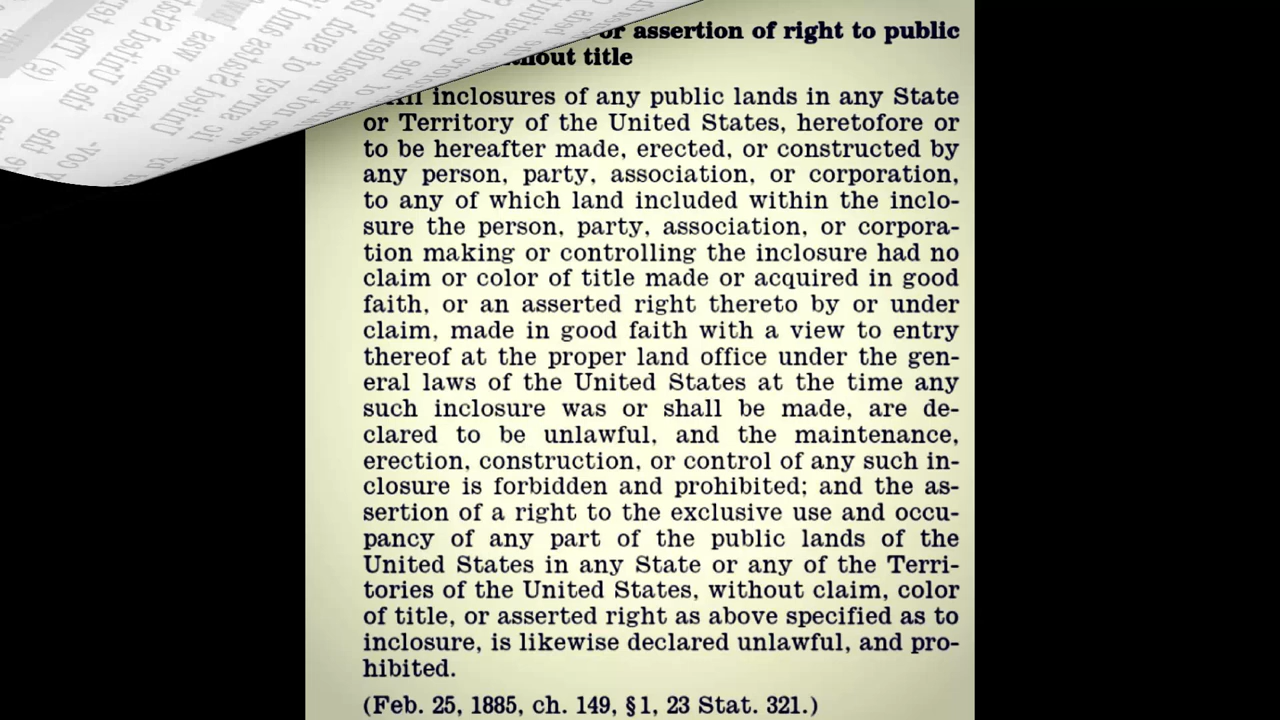 or assertion of right to public
title
inclosures of any public lands in any State
or Territory of the United States, heretofore or
to be hereafter made, erected, or constructed by
any person, party, association, or corporation,
to any of which land included within the inclo-
sure the person, party, association, or corpora-
tion making or controlling the inclosure had no
claim or color of title made or acquired in good
faith, or an asserted right thereto by or under
claim, made in good faith with a view to entry
thereof at the proper land office under the gen-
eral laws of the United States at the time any
such inclosure was or shall be made, are de-
clared to be unlawful, and the maintenance,
erection, construction, or control of any such in-
closure is forbidden and prohibited; and the as-
sertion of a right to the exclusive use and occu-
pancy of any part of the public lands of the
United States in any State or any of the Terri-
tories of the United States, without claim, color
of title, or asserted right as above specified as to
inclosure, is likewise declared unlawful, and pro-
hibited.
(Feb. 25, 1885, ch. 149, §1, 23 Stat. 321.)